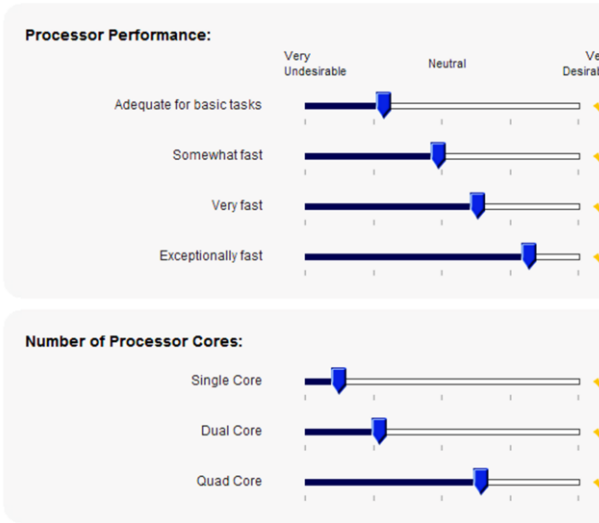 Processor Performance:
Very
Undesirable
Neutral
Adequate for basic tasks
Somewhat fast
Very fast
Exceptionally fast
Number of Processor Cores:
Single Core
Dual Core
Quad Core